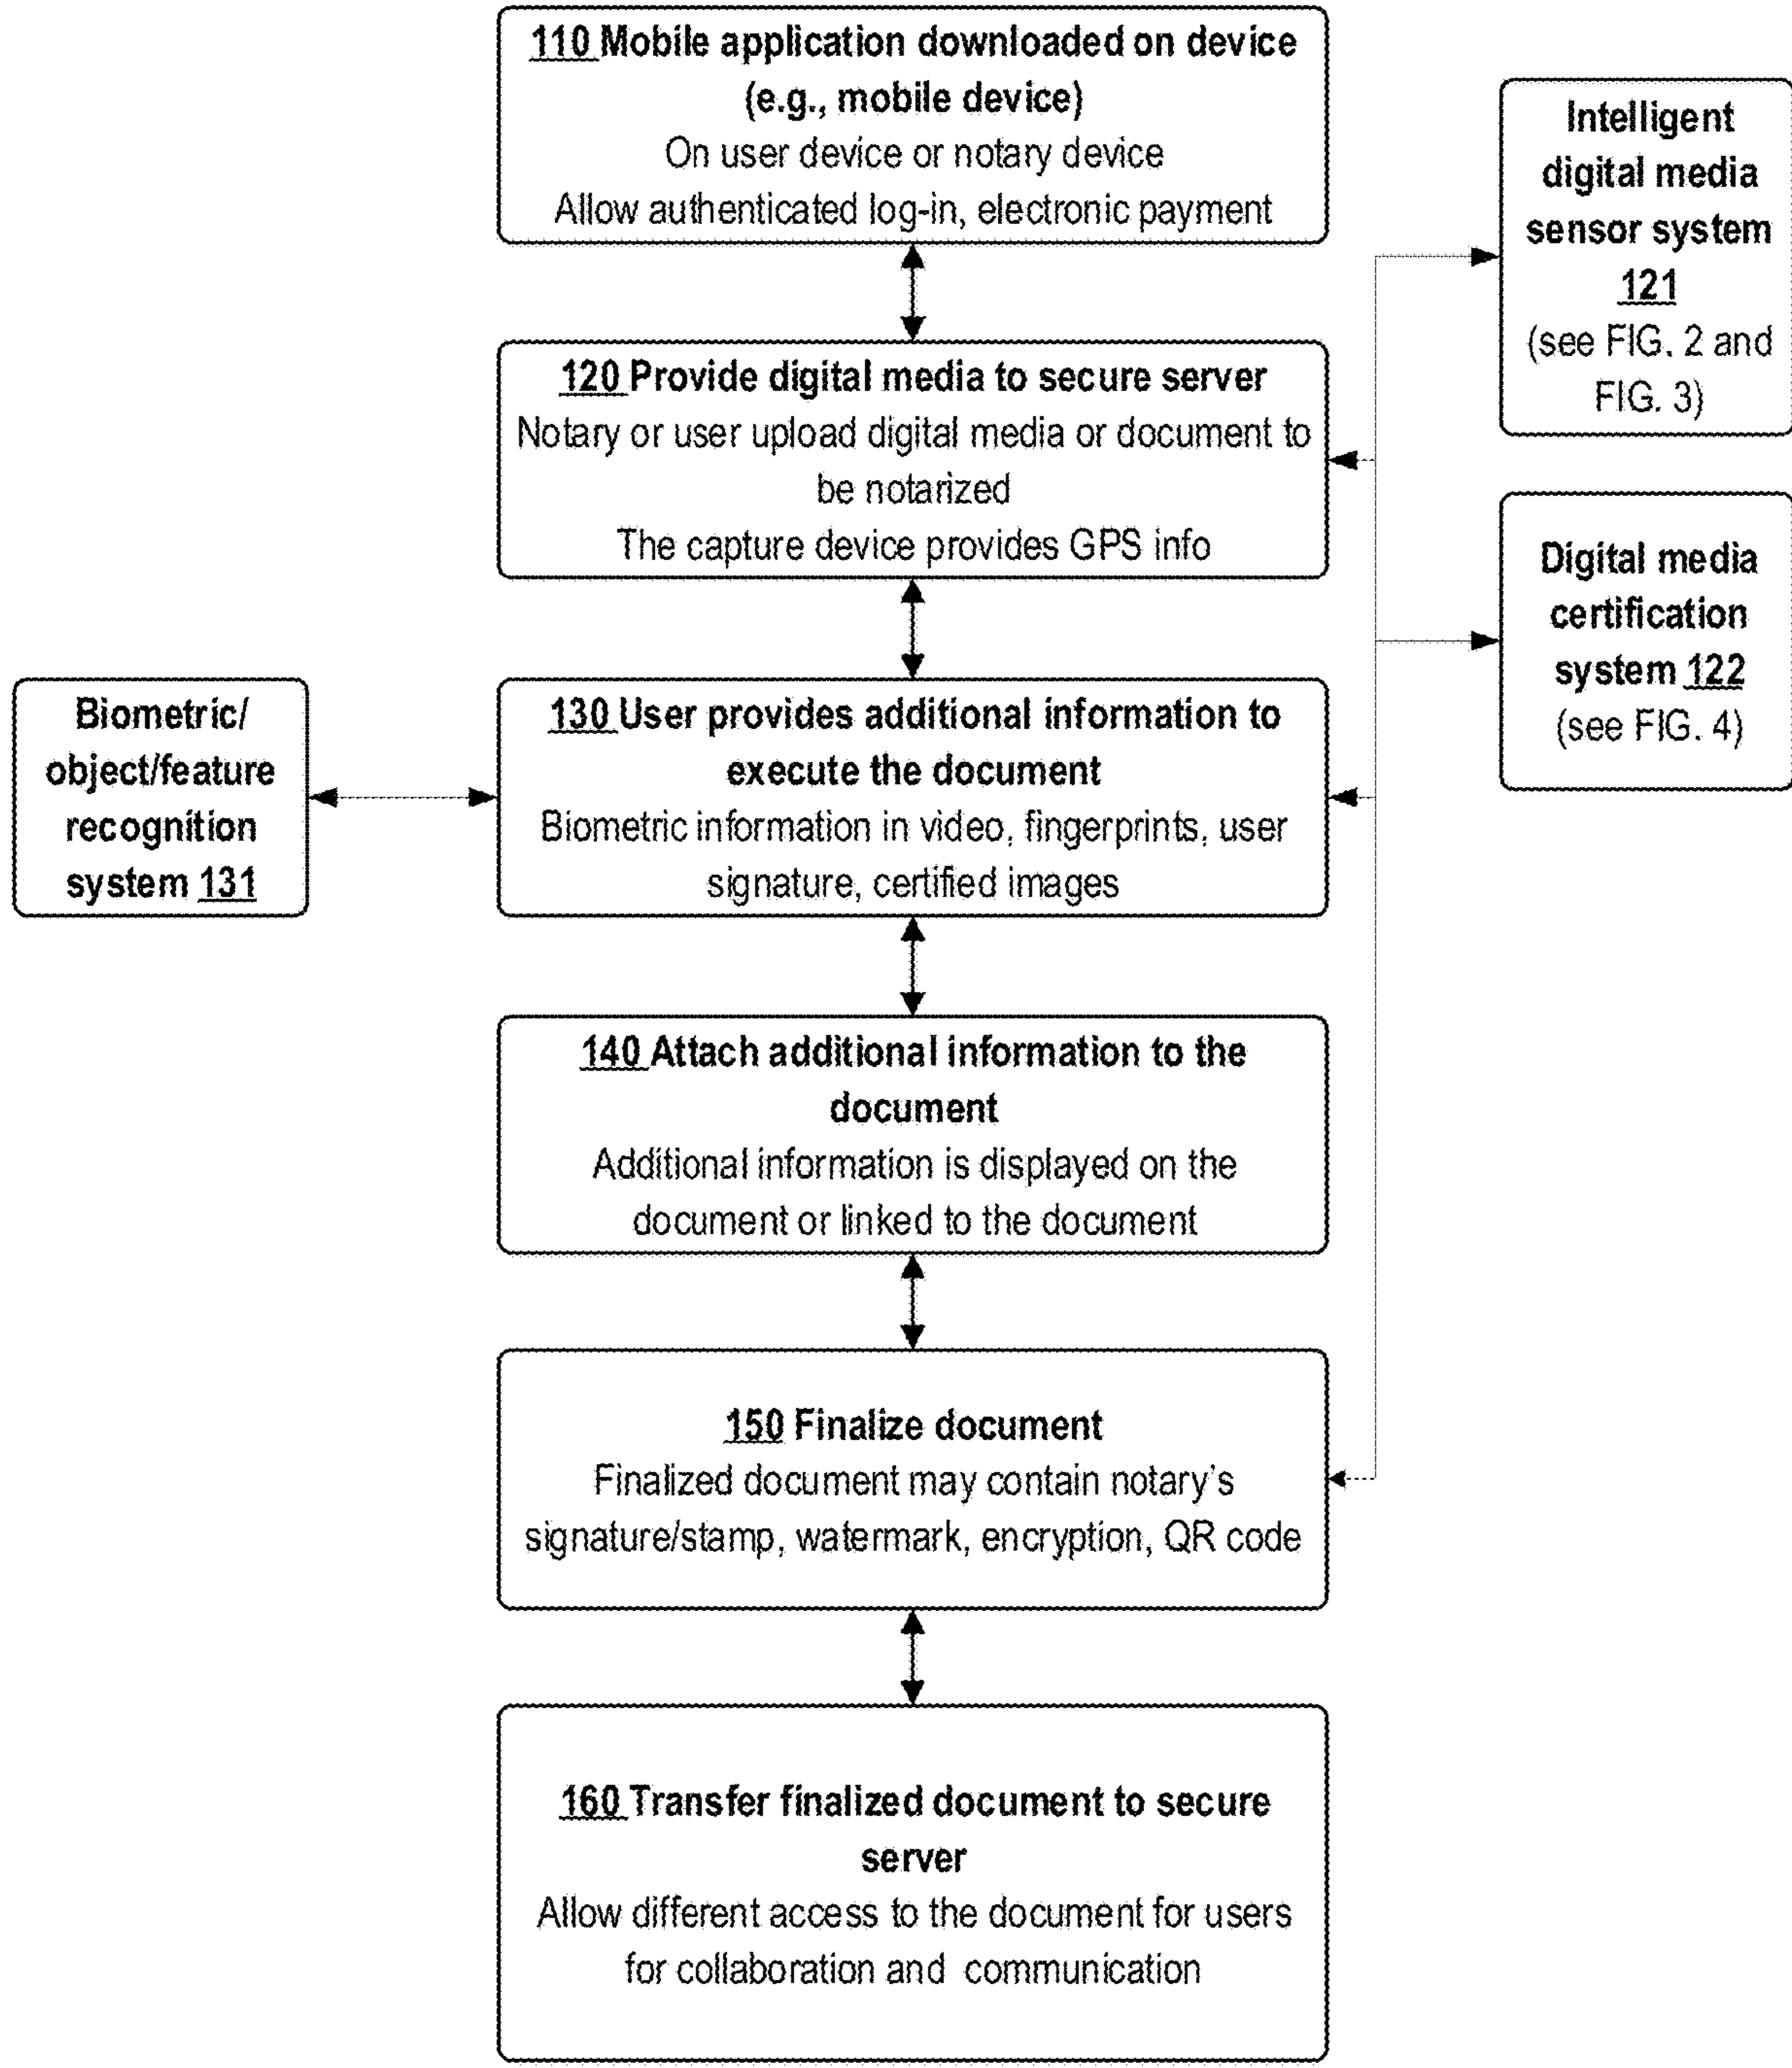 110 Mobile application downloaded on device
(e.g., mobile device)
On user device or notary device
Allow authenticated log-in, electronic payment
Intelligent
digital media
sensor system
121
(see FIG. 2 and
FIG. 3)
120 Provide digital media to secure server
Notary or user upload digital media or document to
be notarized
The capture device provides GPS info
Digital media
certification
system 122
(see FIG. 4)
Biometric/
object/feature
recognition
system 131
130 User provides additional information to
execute the document
Biometric information in video, fingerprints, user
signature, certified images
140 Attach additional information to the
document
Additional information is displayed on the
document or linked to the document
150 Finalize document
Finalized document may contain notary's
signature/stamp, watermark, encryption, QR code
160 Transfer finalized document to secure
server
Allow different access to the document for users
for collaboration and communication